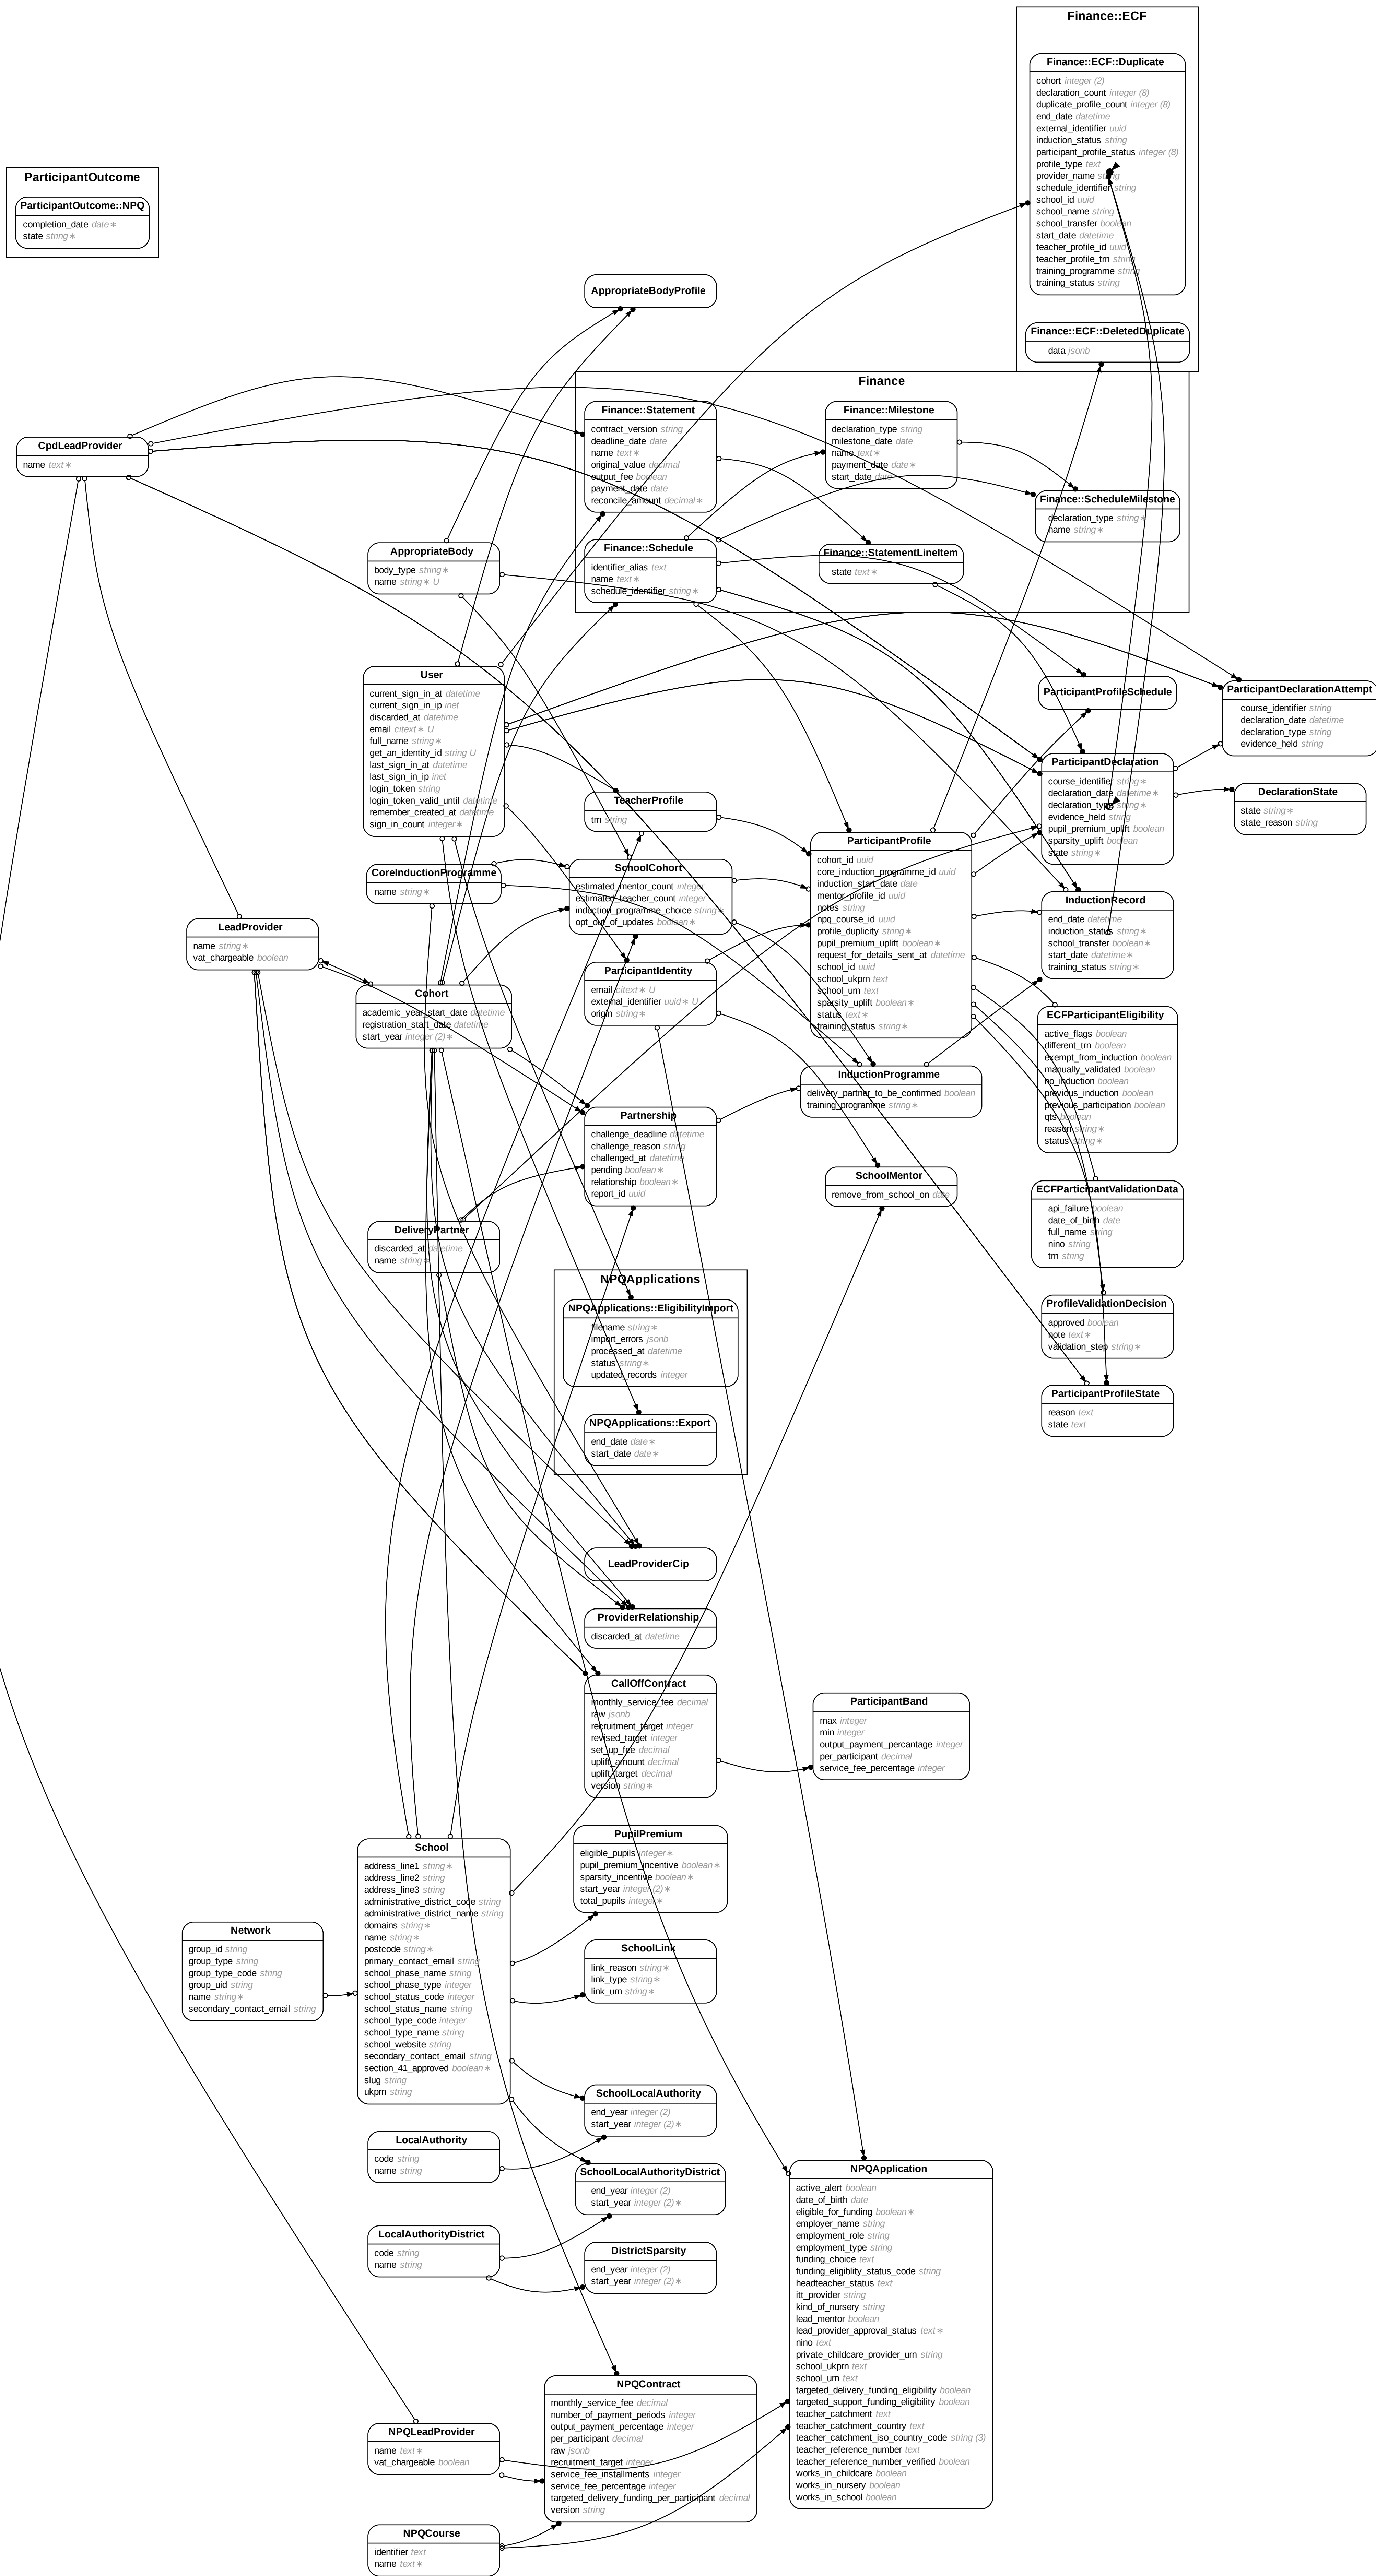 Finance::ECF
Finance::ECF::Duplicate
cohort integer (2)
declaration_count integer (8)
duplicate_profile_count integer (8)
end_date datetime
external_identifier uuid
induction_status string
participant_profile_status integer (8)
profile_type text
provider_name string
schedule_identifier string
school_id uuid
school_name string
school_transfer boolean
start_date datetime
teacher_profile_id uuid
teacher_profile_trn string
training_programme string
training_status string
Finance::ECF::DeletedDuplicate
data jsonb
ParticipantOutcome
ParticipantOutcome::NPQ
completion_date date∗
state string∗
AppropriateBodyProfile
Finance
Finance::Statement
contract_version string
deadline_date date
name text∗
original_value decimal
output_fee boolean
payment_date date
reconcile_amount decimal∗
Finance::Milestone
declaration_type string
milestone_date date
name text∗
payment_date date∗
start_date date
Finance::ScheduleMilestone
declaration_type string∗
name string∗
Finance::Schedule
identifier_alias text
name text∗
schedule_identifier string∗
Finance::StatementLineItem
state text∗
CpdLeadProvider
name text∗
AppropriateBody
body_type string∗
name string∗ U
User
current_sign_in_at datetime
current_sign_in_ip inet
discarded_at datetime
email citext∗ U
full_name string∗
get_an_identity_id string U
last_sign_in_at datetime
last_sign_in_ip inet
login_token string
login_token_valid_until datetime
remember_created_at datetime
sign_in_count integer∗
ParticipantProfileSchedule
ParticipantDeclarationAttempt
course_identifier string
declaration_date datetime
declaration_type string
evidence_held string
ParticipantDeclaration
course_identifier string∗
declaration_date datetime∗
declaration_type string∗
evidence_held string
pupil_premium_uplift boolean
sparsity_uplift boolean
state string∗
DeclarationState
state string∗
state_reason string
TeacherProfile
trn string
CoreInductionProgramme
name string∗
SchoolCohort
estimated_mentor_count integer
estimated_teacher_count integer
induction_programme_choice string∗
opt_out_of_updates boolean∗
ParticipantProfile
cohort_id uuid
core_induction_programme_id uuid
induction_start_date date
mentor_profile_id uuid
notes string
npq_course_id uuid
profile_duplicity string∗
pupil_premium_uplift boolean∗
request_for_details_sent_at datetime
school_id uuid
school_ukprn text
school_urn text
sparsity_uplift boolean∗
status text∗
training_status string∗
InductionRecord
end_date datetime
induction_status string∗
school_transfer boolean∗
start_date datetime∗
training_status string∗
LeadProvider
name string∗
vat_chargeable boolean
Cohort
academic_year_start_date datetime
registration_start_date datetime
start_year integer (2)∗
ParticipantIdentity
email citext∗ U
external_identifier uuid∗ U
origin string∗
ECFParticipantEligibility
active_flags boolean
different_trn boolean
exempt_from_induction boolean
manually_validated boolean
no_induction boolean
previous_induction boolean
previous_participation boolean
qts boolean
reason string∗
status string∗
InductionProgramme
delivery_partner_to_be_confirmed boolean
training_programme string∗
Partnership
challenge_deadline datetime
challenge_reason string
challenged_at datetime
pending boolean∗
relationship boolean∗
report_id uuid
SchoolMentor
remove_from_school_on date
ECFParticipantValidationData
api_failure boolean
date_of_birth date
full_name string
nino string
trn string
DeliveryPartner
discarded_at datetime
name string∗
NPQApplications
NPQApplications::EligibilityImport
filename string∗
import_errors jsonb
processed_at datetime
status string∗
updated_records integer
NPQApplications::Export
end_date date∗
start_date date∗
ProfileValidationDecision
approved boolean
note text∗
validation_step string∗
ParticipantProfileState
reason text
state text
LeadProviderCip
ProviderRelationship
discarded_at datetime
CallOffContract
monthly_service_fee decimal
raw jsonb
recruitment_target integer
revised_target integer
set_up_fee decimal
uplift_amount decimal
uplift_target decimal
version string∗
ParticipantBand
max integer
min integer
output_payment_percantage integer
per_participant decimal
service_fee_percentage integer
School
address_line1 string∗
address_line2 string
address_line3 string
administrative_district_code string
administrative_district_name string
domains string∗
name string∗
postcode string∗
primary_contact_email string
school_phase_name string
school_phase_type integer
school_status_code integer
school_status_name string
school_type_code integer
school_type_name string
school_website string
secondary_contact_email string
section_41_approved boolean∗
slug string
ukprn string
PupilPremium
eligible_pupils integer∗
pupil_premium_incentive boolean∗
sparsity_incentive boolean∗
start_year integer (2)∗
total_pupils integer∗
Network
group_id string
group_type string
group_type_code string
group_uid string
name string∗
secondary_contact_email string
SchoolLink
link_reason string∗
link_type string∗
link_urn string∗
SchoolLocalAuthority
end_year integer (2)
start_year integer (2)∗
LocalAuthority
code string
name string
SchoolLocalAuthorityDistrict
end_year integer (2)
start_year integer (2)∗
LocalAuthorityDistrict
code string
name string
DistrictSparsity
end_year integer (2)
start_year integer (2)∗
NPQApplication
active_alert boolean
date_of_birth date
eligible_for_funding boolean∗
employer_name string
employment_role string
employment_type string
funding_choice text
funding_eligiblity_status_code string
headteacher_status text
itt_provider string
kind_of_nursery string
lead_mentor boolean
lead_provider_approval_status text∗
nino text
private_childcare_provider_urn string
school_ukprn text
school_urn text
targeted_delivery_funding_eligibility boolean
targeted_support_funding_eligibility boolean
teacher_catchment text
teacher_catchment_country text
teacher_catchment_iso_country_code string (3)
teacher_reference_number text
teacher_reference_number_verified boolean
works_in_childcare boolean
works_in_nursery boolean
works_in_school boolean
NPQContract
monthly_service_fee decimal
number_of_payment_periods integer
output_payment_percentage integer
per_participant decimal
raw jsonb
recruitment_target integer
service_fee_installments integer
service_fee_percentage integer
targeted_delivery_funding_per_participant decimal
version string
NPQLeadProvider
name text∗
vat_chargeable boolean
NPQCourse
identifier text
name text∗